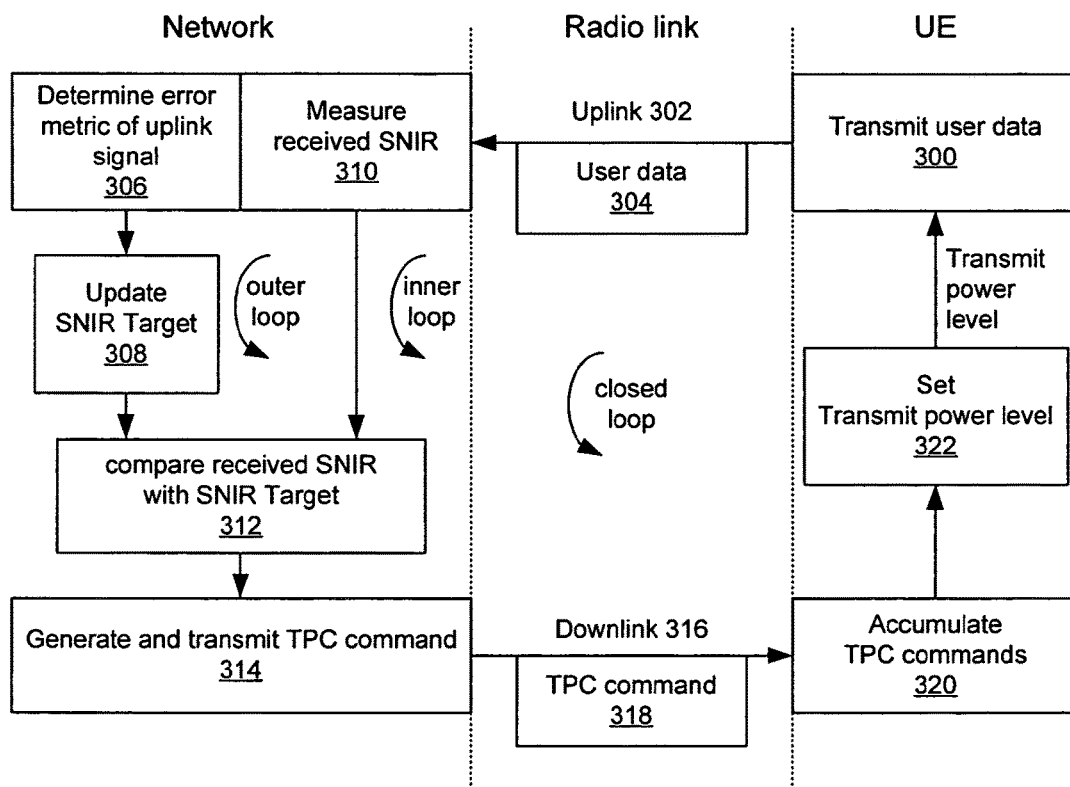 Network
Radio link
UE
Determine error
metric of uplink
signal
306
Measure
received SNIR
310
Uplink 302
User data
304
Transmit user data
300
Update
SNIR Target
308
outer
loop
inner
loop
closed
loop
Transmit
power
level
Set
Transmit power level
322
compare received SNIR
with SNIR Target
312
Generate and transmit TPC command
314
Downlink 316
TPC command
318
Accumulate
TPC commands
320